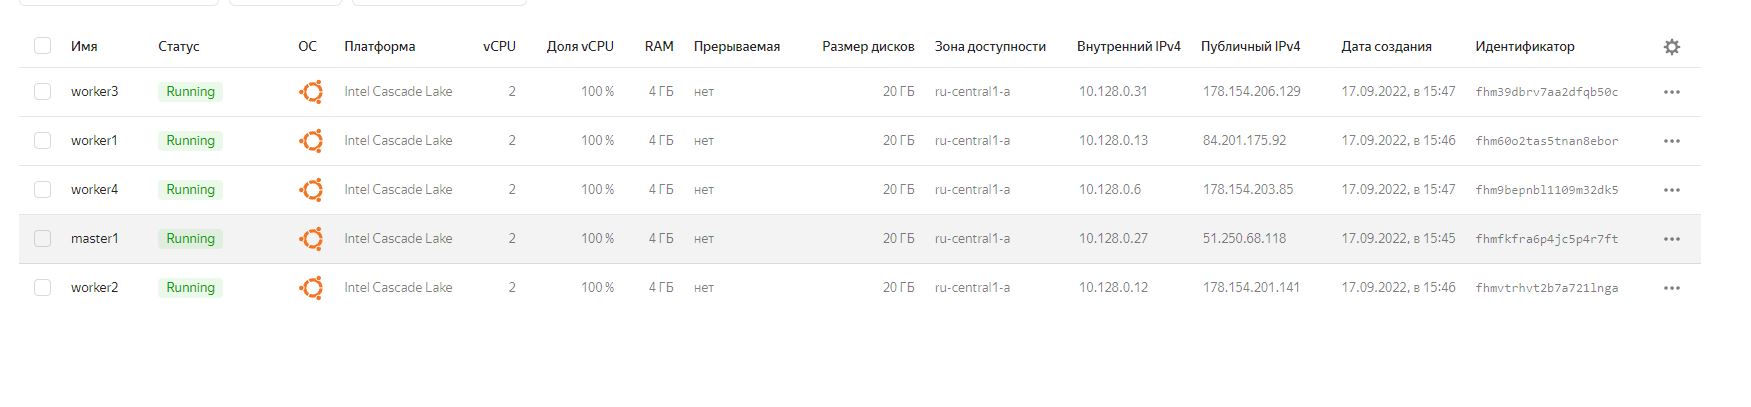 Имя Статус ОС Платформа vCPU Доля vCPU RAM Прерываемая Размер дисков Зона доступности Внутренний IPv4 Публичный IPv4 Дата создания Идентификатор
worker3 Running Intel Cascade Lake 2 100 % 4 ГБ нет 20 ГБ ru-central1-a 10.128.0.31 178.154.206.129 17.09.2022, в 15:47 fhm39dbrv7aa2dfqb50c
worker1 Running Intel Cascade Lake 2 100 % 4 ГБ нет 20 ГБ ru-central1-a 10.128.0.13 84.201.175.92 17.09.2022, в 15:46 fhm60o2tas5tnan8ebor
worker4 Running Intel Cascade Lake 2 100 % 4 ГБ нет 20 ГБ ru-central1-a 10.128.0.6 178.154.203.85 17.09.2022, в 15:47 fhm9bepnbl1109m32dk5
master1 Running Intel Cascade Lake 2 100 % 4 ГБ нет 20 ГБ ru-central1-a 10.128.0.27 51.250.68.118 17.09.2022, в 15:45 fhmfkfra6p4jc5p4r7ft
worker2 Running Intel Cascade Lake 2 100 % 4 ГБ нет 20 ГБ ru-central1-a 10.128.0.12 178.154.201.141 17.09.2022, в 15:46 fhmvtrhvt2b7a721lnga